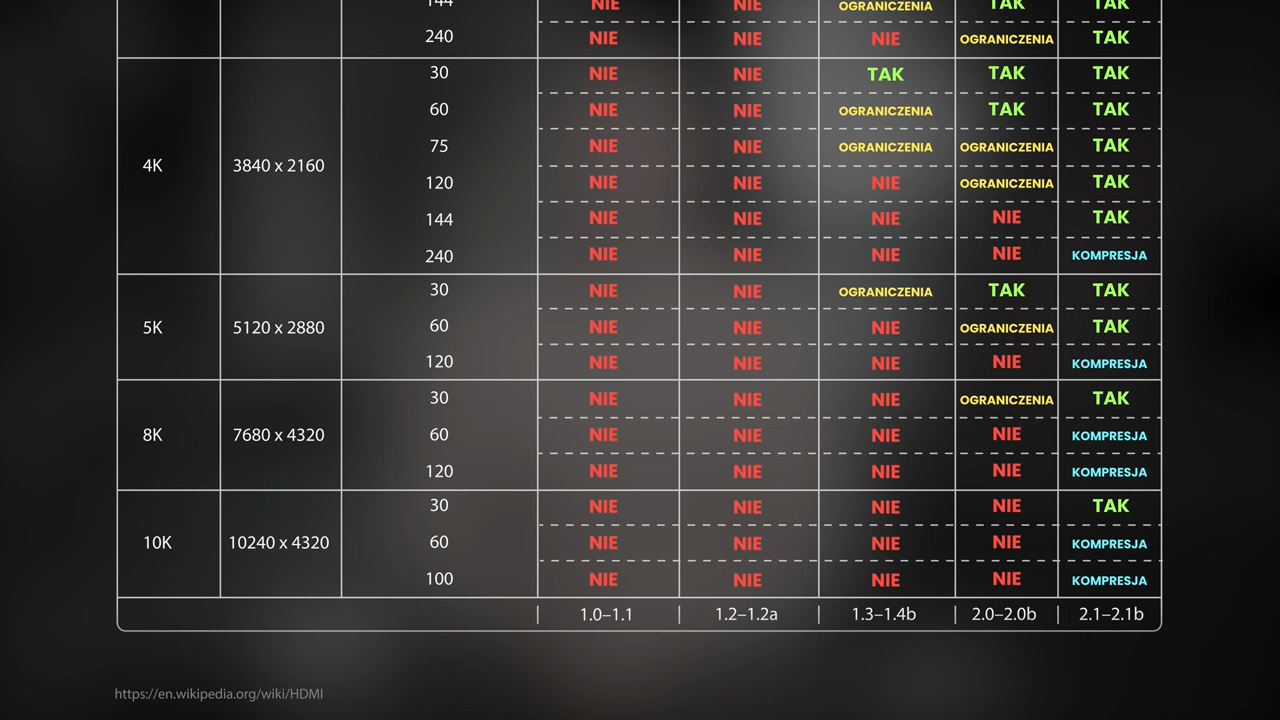 144 NIE NIE OGRANICZENIA TAK TAK
240 NIE NIE NIE OGRANICZENIA TAK
30 NIE NIE TAK TAK TAK
60 NIE NIE OGRANICZENIA TAK TAK
75 NIE NIE OGRANICZENIA OGRANICZENIA TAK
4K 3840 x 2160
120 NIE NIE NIE OGRANICZENIA TAK
144 NIE NIE NIE NIE TAK
240 NIE NIE NIE NIE KOMPRESJA
30 NIE NIE OGRANICZENIA TAK TAK
5K 5120 x 2880 60 NIE NIE NIE OGRANICZENIA TAK
120 NIE NIE NIE NIE KOMPRESJA
30 NIE NIE NIE OGRANICZENIA TAK
8K 7680 x 4320 60 NIE NIE NIE NIE KOMPRESJA
120 NIE NIE NIE NIE KOMPRESJA
30 NIE NIE NIE NIE TAK
10K 10240 x 4320 60 NIE NIE NIE NIE KOMPRESJA
100 NIE NIE NIE NIE KOMPRESJA
1.0–1.1 1.2–1.2a 1.3–1.4b 2.0–2.0b 2.1–2.1b
https://en.wikipedia.org/wiki/HDMI